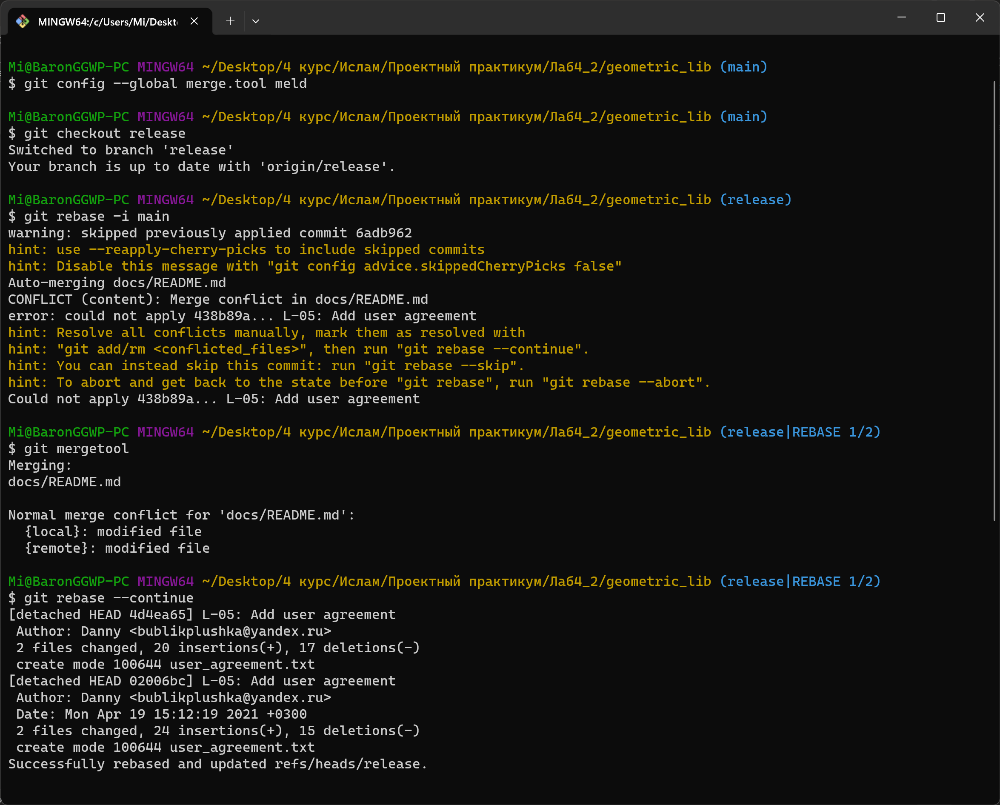 MINGW64:/c/Users/Mi/Deskt
Mi@BaronGGWP-PC MINGW64 ~/Desktop/4 курс/Ислам/Проектный практикум/Лаб4_2/geometric_lib (main)
$ git config --global merge.tool meld
Mi@BaronGGWP-PC MINGW64 ~/Desktop/4 курс/Ислам/Проектный практикум/Лаб4_2/geometric_lib (main)
$ git checkout release
Switched to branch 'release'
Your branch is up to date with 'origin/release'.
Mi@BaronGGWP-PC MINGW64 ~/Desktop/4 курс/Ислам/Проектный практикум/Лаб4_2/geometric_lib (release)
$ git rebase -i main
warning: skipped previously applied commit 6adb962
hint: use --reapply-cherry-picks to include skipped commits
hint: Disable this message with "git config advice.skippedCherryPicks false"
Auto-merging docs/README.md
CONFLICT (content): Merge conflict in docs/README.md
error: could not apply 438b89a... L-05: Add user agreement
hint: Resolve all conflicts manually, mark them as resolved with
hint: "git add/rm <conflicted_files>", then run "git rebase --continue".
hint: You can instead skip this commit: run "git rebase --skip".
hint: To abort and get back to the state before "git rebase", run "git rebase --abort".
Could not apply 438b89a... L-05: Add user agreement
Mi@BaronGGWP-PC MINGW64 ~/Desktop/4 курс/Ислам/Проектный практикум/Лаб4_2/geometric_lib (release|REBASE 1/2)
$ git mergetool
Merging:
docs/README.md
Normal merge conflict for 'docs/README.md':
{local}: modified file
{remote}: modified file
Mi@BaronGGWP-PC MINGW64 ~/Desktop/4 курс/Ислам/Проектный практикум/Лаб4_2/geometric_lib (release|REBASE 1/2)
$ git rebase --continue
[detached HEAD 4d4ea65] L-05: Add user agreement
Author: Danny <bublikplushka@yandex.ru>
2 files changed, 20 insertions(+), 17 deletions(-)
create mode 100644 user_agreement.txt
[detached HEAD 02006bc] L-05: Add user agreement
Author: Danny <bublikplushka@yandex.ru>
Date: Mon Apr 19 15:12:19 2021 +0300
2 files changed, 24 insertions(+), 15 deletions(-)
create mode 100644 user_agreement.txt
Successfully rebased and updated refs/heads/release.